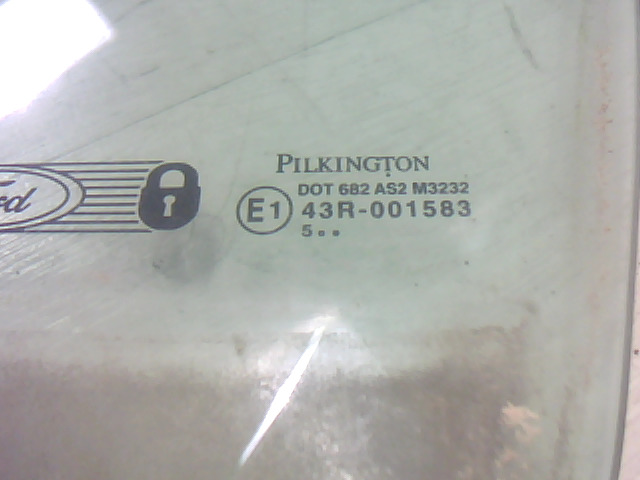 PILKINGTON
DOT 682 AS2 M3232
E1 43R-001583
5..